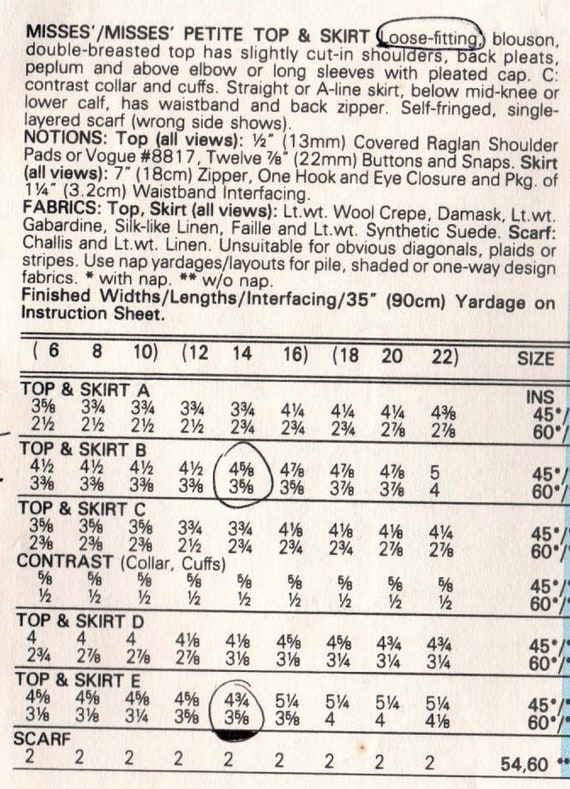 MISSES'/MISSES' PETITE TOP & SKIRT Loose-fitting, blouson,
double-breasted top has slightly cut-in shoulders, back pleats,
peplum and above elbow or long sleeves with pleated cap. C:
contrast collar and cuffs. Straight or A-line skirt, below mid-knee or
lower calf, has waistband and back zipper. Self-fringed, single-
layered scarf (wrong side shows).
NOTIONS: Top (all views): ½" (13mm) Covered Raglan Shoulder
Pads or Vogue #8817, Twelve ⅞" (22mm) Buttons and Snaps. Skirt
(all views): 7" (18cm) Zipper, One Hook and Eye Closure and Pkg. of
1¼" (3.2cm) Waistband Interfacing.
FABRICS: Top, Skirt (all views): Lt.wt. Wool Crepe, Damask, Lt.wt.
Gabardine, Silk-like Linen, Faille and Lt.wt. Synthetic Suede. Scarf:
Challis and Lt.wt. Linen. Unsuitable for obvious diagonals, plaids or
stripes. Use nap yardages/layouts for pile, shaded or one-way design
fabrics. * with nap. ** w/o nap.
Finished Widths/Lengths/Interfacing/35" (90cm) Yardage on
Instruction Sheet.
( 6 8 10) (12 14 16) (18 20 22) SIZE
TOP & SKIRT A INS
3⅝ 3¾ 3¾ 3¾ 3¾ 4¼ 4¼ 4¼ 4⅜ 45*/
2½ 2½ 2½ 2½ 2¾ 2¾ 2¾ 2⅞ 2⅞ 60*/
TOP & SKIRT B
4½ 4½ 4½ 4½ 4⅝ 4⅞ 4⅞ 4⅞ 5 45*/
3⅜ 3⅜ 3⅜ 3⅜ 3⅝ 3⅝ 3⅞ 3⅞ 4 60*/
TOP & SKIRT C
3⅝ 3⅝ 3⅝ 3¾ 3¾ 4⅛ 4⅛ 4⅛ 4¼ 45*/
2⅜ 2⅜ 2⅜ 2½ 2¾ 2¾ 2¾ 2⅞ 2⅞ 60*/
CONTRAST (Collar, Cuffs)
⅝ ⅝ ⅝ ⅝ ⅝ ⅝ ⅝ ⅝ ⅝ 45*/
½ ½ ½ ½ ½ ½ ½ ½ ½ 60*/
TOP & SKIRT D
4 4 4 4⅛ 4⅛ 4⅝ 4⅝ 4¾ 4¾ 45*/
2¾ 2⅞ 2⅞ 2⅞ 3⅛ 3⅛ 3¼ 3¼ 3¼ 60*/
TOP & SKIRT E
4⅝ 4⅝ 4⅝ 4⅝ 4¾ 5¼ 5¼ 5¼ 5¼ 45*/
3⅛ 3⅛ 3¼ 3⅝ 3⅝ 3⅝ 4 4 4⅛ 60*/
SCARF
2 2 2 2 2 2 2 2 2 54,60 **